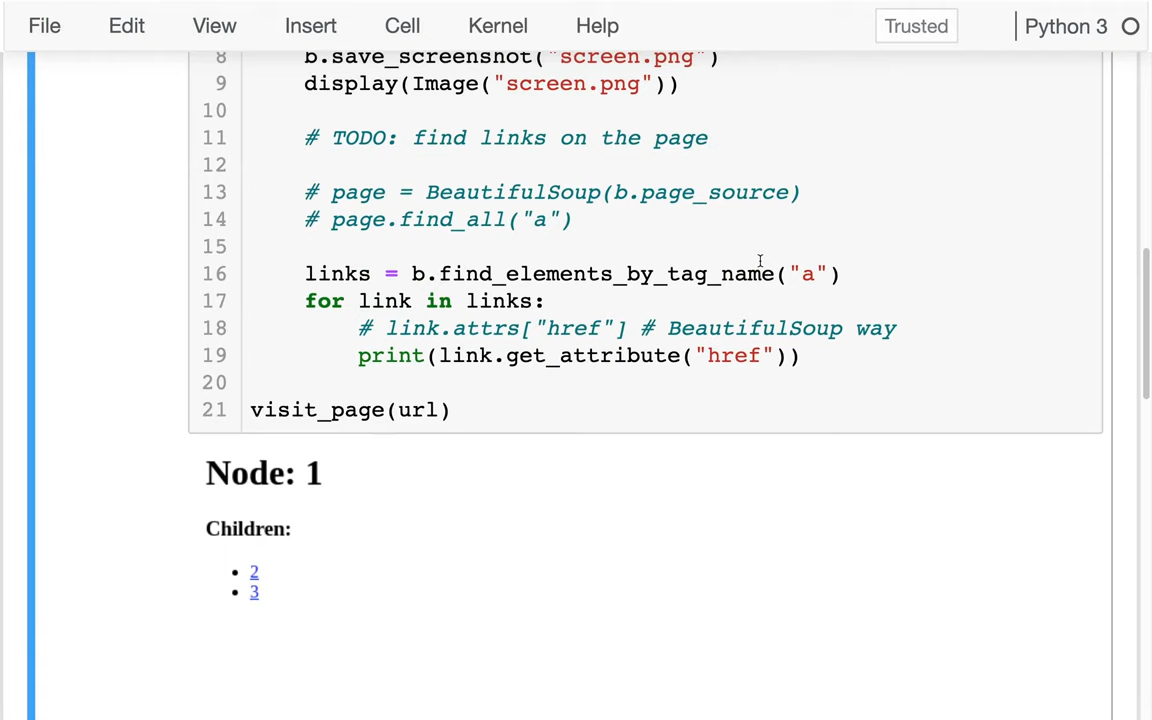 File Edit View Insert Cell Kernel Help Trusted Python 3
8 b.save_screenshot("screen.png")
9 display(Image("screen.png"))
10
11 # TODO: find links on the page
12
13 # page = BeautifulSoup(b.page_source)
14 # page.find_all("a")
15
16 links = b.find_elements_by_tag_name("a")
17 for link in links:
18 # link.attrs["href"] # BeautifulSoup way
19 print(link.get_attribute("href"))
20
21 visit_page(url)
Node: 1
Children:
• 2
• 3